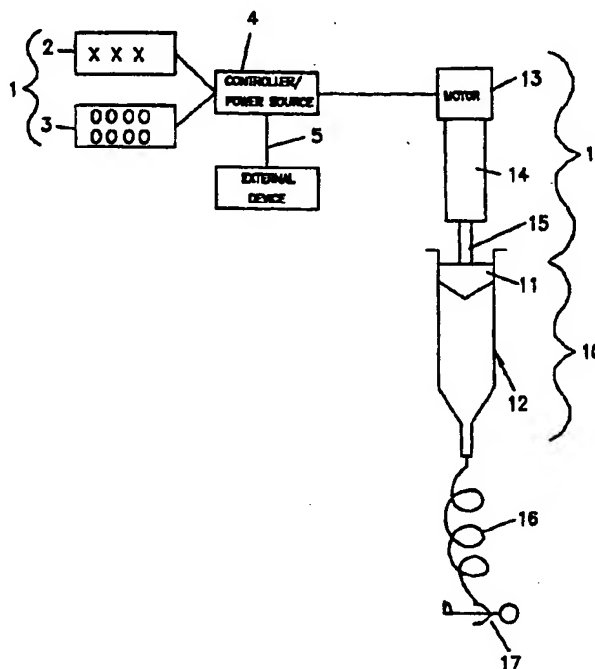 4
2
X X X
1
3
0000
0000
CONTROLLER/
POWER SOURCE
5
EXTERNAL
DEVICE
MOTOR
13
14
15
11
10
12
16
17